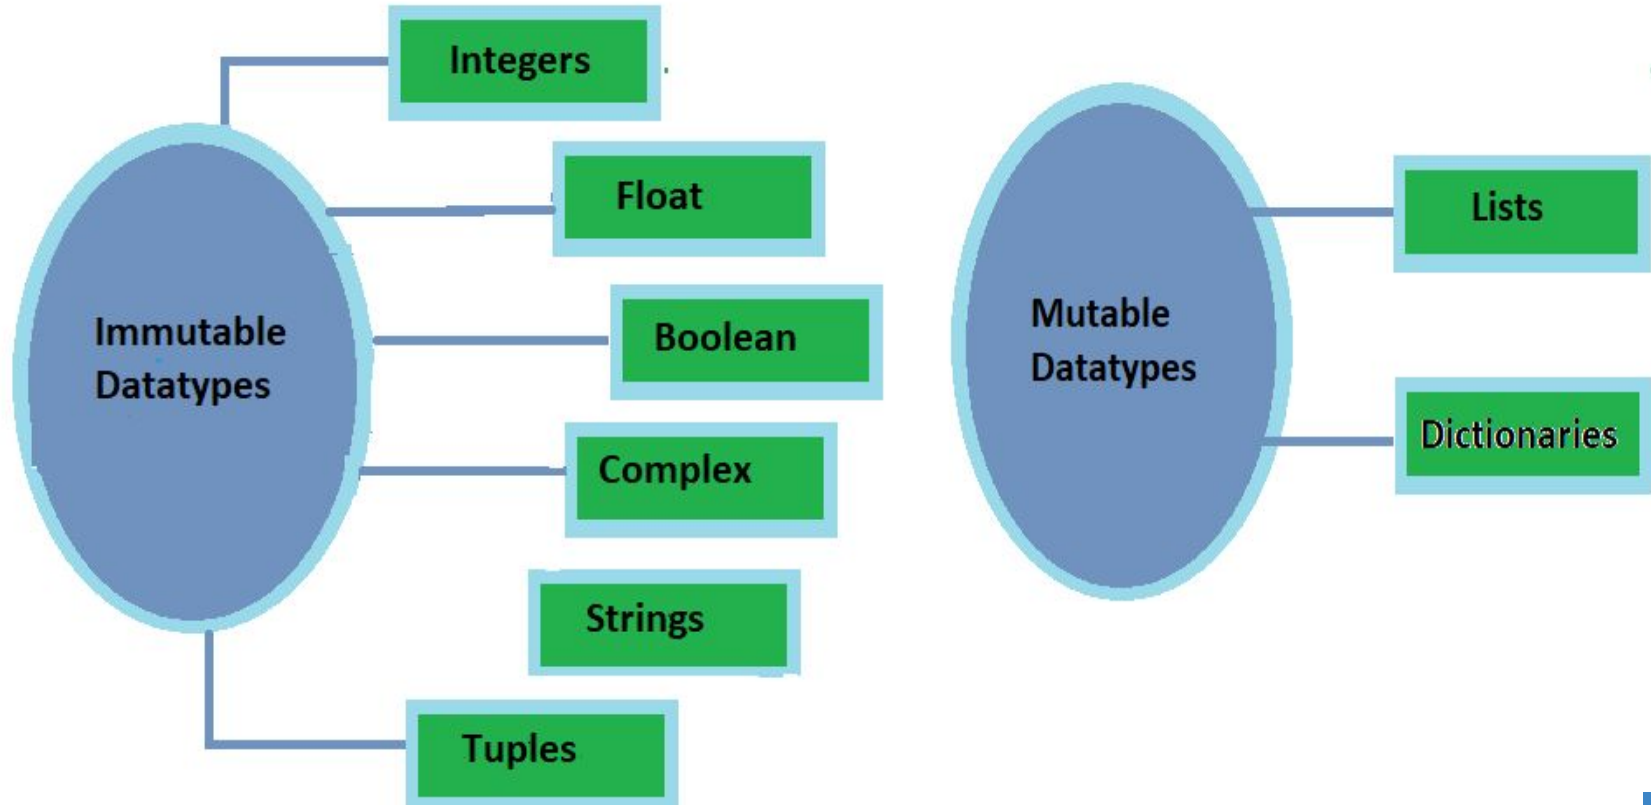 Integers
Float
Boolean
Immutable
Datatypes
Complex
Strings
Tuples
Mutable
Datatypes
Lists
Dictionaries